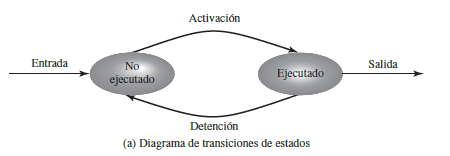 Activación
Entrada
No
ejecutado
Ejecutado
Salida
Detención
(a) Diagrama de transiciones de estados